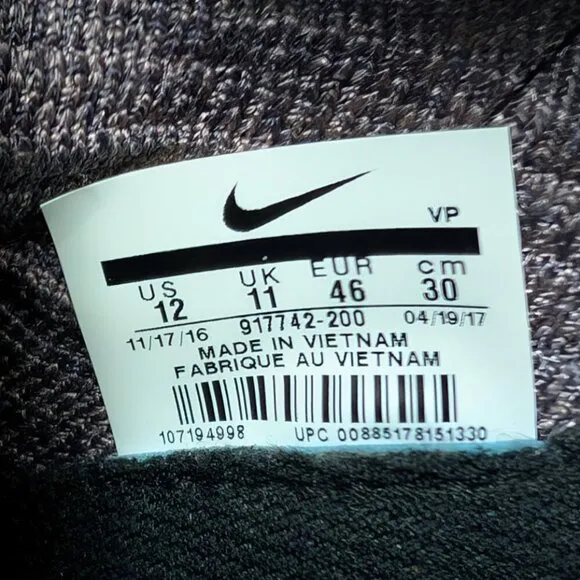 VP
US UK EUR cm
12 11 46 30
11/17/16 917742-200 04/19/17
MADE IN VIETNAM
FABRIQUE AU VIETNAM
107194998 UPC 00885178151330